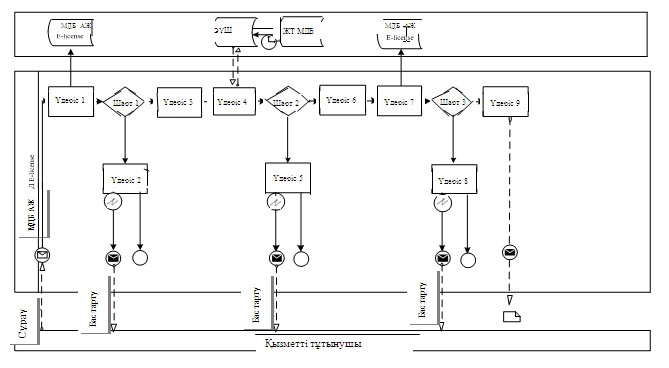 МДБ АЖ
E-license
ЭҮШ
ЖТ МДБ
МДБ АЖ
E-license
Үдеріс 1
Шарт 1
Үдеріс 3
Үдеріс 4
Шарт 2
Үдеріс 6
Үдеріс 7
Шарт 3
Үдеріс 9
Үдеріс 2
Үдеріс 5
Үдеріс 8
МДБ АЖ
Д E-license
Сұрау
Бас тарту
Бас тарту
Бас тарту
Қызметті тұтынушы